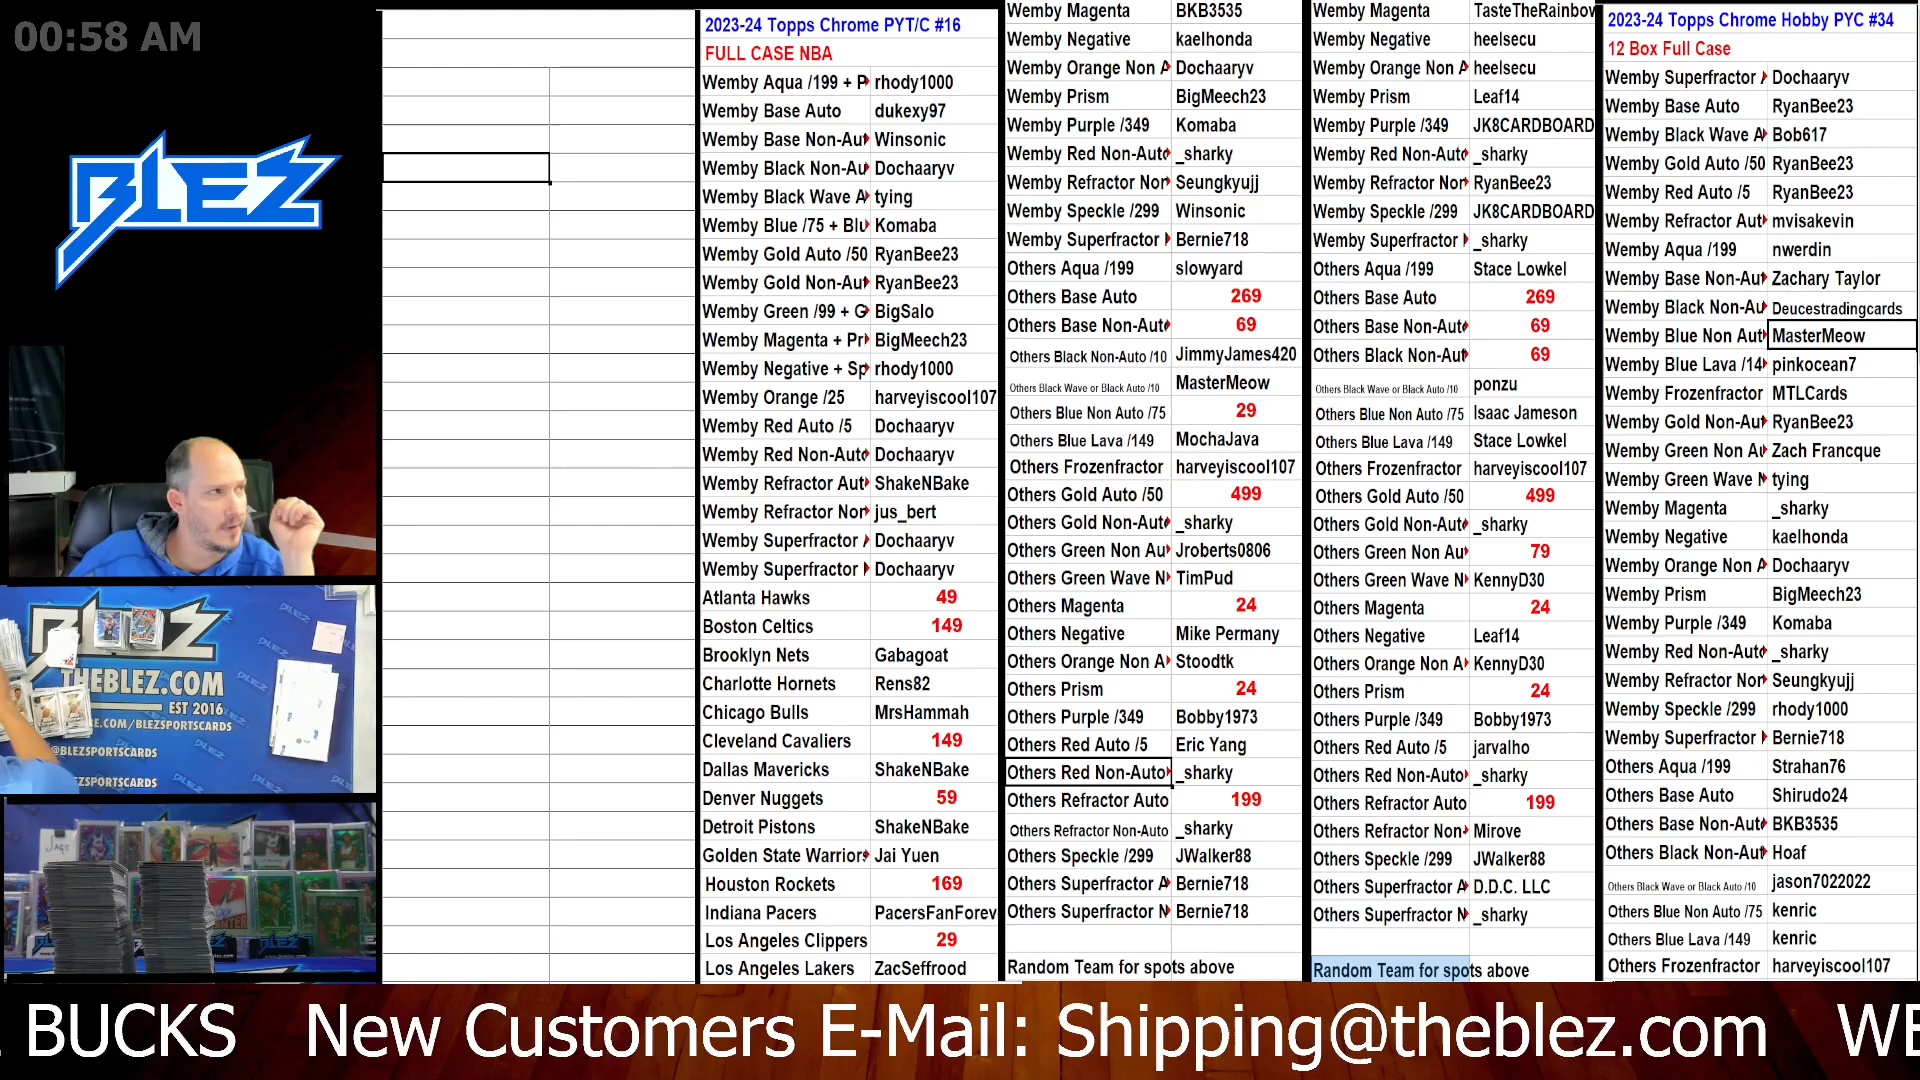 00:58 AM
BLEZ
THEBLEZ.COM
EST 2016
.COM/BLEZSPORTSCARDS
@BLEZSPORTSCARDS
2023-24 Topps Chrome PYT/C #16
FULL CASE NBA
Wemby Aqua /199 + P rhody1000
Wemby Base Auto dukexy97
Wemby Base Non-Aut Winsonic
Wemby Black Non-Au Dochaaryv
Wemby Black Wave A tying
Wemby Blue /75 + Blu Komaba
Wemby Gold Auto /50 RyanBee23
Wemby Gold Non-Aut RyanBee23
Wemby Green /99 + G BigSalo
Wemby Magenta + Pr BigMeech23
Wemby Negative + Sp rhody1000
Wemby Orange /25 harveyiscool107
Wemby Red Auto /5 Dochaaryv
Wemby Red Non-Auto Dochaaryv
Wemby Refractor Aut ShakeNBake
Wemby Refractor Nor jus_bert
Wemby Superfractor A Dochaaryv
Wemby Superfractor N Dochaaryv
Atlanta Hawks 49
Boston Celtics 149
Brooklyn Nets Gabagoat
Charlotte Hornets Rens82
Chicago Bulls MrsHammah
Cleveland Cavaliers 149
Dallas Mavericks ShakeNBake
Denver Nuggets 59
Detroit Pistons ShakeNBake
Golden State Warriors Jai Yuen
Houston Rockets 169
Indiana Pacers PacersFanForev
Los Angeles Clippers 29
Los Angeles Lakers ZacSeffrood
Wemby Magenta BKB3535
Wemby Negative kaelhonda
Wemby Orange Non A Dochaaryv
Wemby Prism BigMeech23
Wemby Purple /349 Komaba
Wemby Red Non-Auto _sharky
Wemby Refractor Nor Seungkyujj
Wemby Speckle /299 Winsonic
Wemby Superfractor N Bernie718
Others Aqua /199 slowyard
Others Base Auto 269
Others Base Non-Auto 69
Others Black Non-Auto /10 JimmyJames420
Others Black Wave or Black Auto /10 MasterMeow
Others Blue Non Auto /75 29
Others Blue Lava /149 MochaJava
Others Frozenfractor harveyiscool107
Others Gold Auto /50 499
Others Gold Non-Auto _sharky
Others Green Non Au Jroberts0806
Others Green Wave N TimPud
Others Magenta 24
Others Negative Mike Permany
Others Orange Non A Stoodtk
Others Prism 24
Others Purple /349 Bobby1973
Others Red Auto /5 Eric Yang
Others Red Non-Auto _sharky
Others Refractor Auto 199
Others Refractor Non-Auto _sharky
Others Speckle /299 JWalker88
Others Superfractor A Bernie718
Others Superfractor N Bernie718
Random Team for spots above
Wemby Magenta TasteTheRainbov
Wemby Negative heelsecu
Wemby Orange Non A heelsecu
Wemby Prism Leaf14
Wemby Purple /349 JK8CARDBOARD
Wemby Red Non-Auto _sharky
Wemby Refractor Nor RyanBee23
Wemby Speckle /299 JK8CARDBOARD
Wemby Superfractor N _sharky
Others Aqua /199 Stace Lowkel
Others Base Auto 269
Others Base Non-Auto 69
Others Black Non-Aut 69
Others Black Wave or Black Auto /10 ponzu
Others Blue Non Auto /75 Isaac Jameson
Others Blue Lava /149 Stace Lowkel
Others Frozenfractor harveyiscool107
Others Gold Auto /50 499
Others Gold Non-Auto _sharky
Others Green Non Au 79
Others Green Wave N KennyD30
Others Magenta 24
Others Negative Leaf14
Others Orange Non A KennyD30
Others Prism 24
Others Purple /349 Bobby1973
Others Red Auto /5 jarvalho
Others Red Non-Auto _sharky
Others Refractor Auto 199
Others Refractor Non- Mirove
Others Speckle /299 JWalker88
Others Superfractor A D.D.C. LLC
Others Superfractor N _sharky
Random Team for spots above
2023-24 Topps Chrome Hobby PYC #34
12 Box Full Case
Wemby Superfractor A Dochaaryv
Wemby Base Auto RyanBee23
Wemby Black Wave A Bob617
Wemby Gold Auto /50 RyanBee23
Wemby Red Auto /5 RyanBee23
Wemby Refractor Aut mvisakevin
Wemby Aqua /199 nwerdin
Wemby Base Non-Aut Zachary Taylor
Wemby Black Non-Au Deucestradingcards
Wemby Blue Non Aut MasterMeow
Wemby Blue Lava /14 pinkocean7
Wemby Frozenfractor MTLCards
Wemby Gold Non-Aut RyanBee23
Wemby Green Non Au Zach Francque
Wemby Green Wave N tying
Wemby Magenta _sharky
Wemby Negative kaelhonda
Wemby Orange Non A Dochaaryv
Wemby Prism BigMeech23
Wemby Purple /349 Komaba
Wemby Red Non-Auto _sharky
Wemby Refractor Nor Seungkyujj
Wemby Speckle /299 rhody1000
Wemby Superfractor N Bernie718
Others Aqua /199 Strahan76
Others Base Auto Shirudo24
Others Base Non-Auto BKB3535
Others Black Non-Aut Hoaf
Others Black Wave or Black Auto /10 jason7022022
Others Blue Non Auto /75 kenric
Others Blue Lava /149 kenric
Others Frozenfractor harveyiscool107
BUCKS New Customers E-Mail: Shipping@theblez.com WE